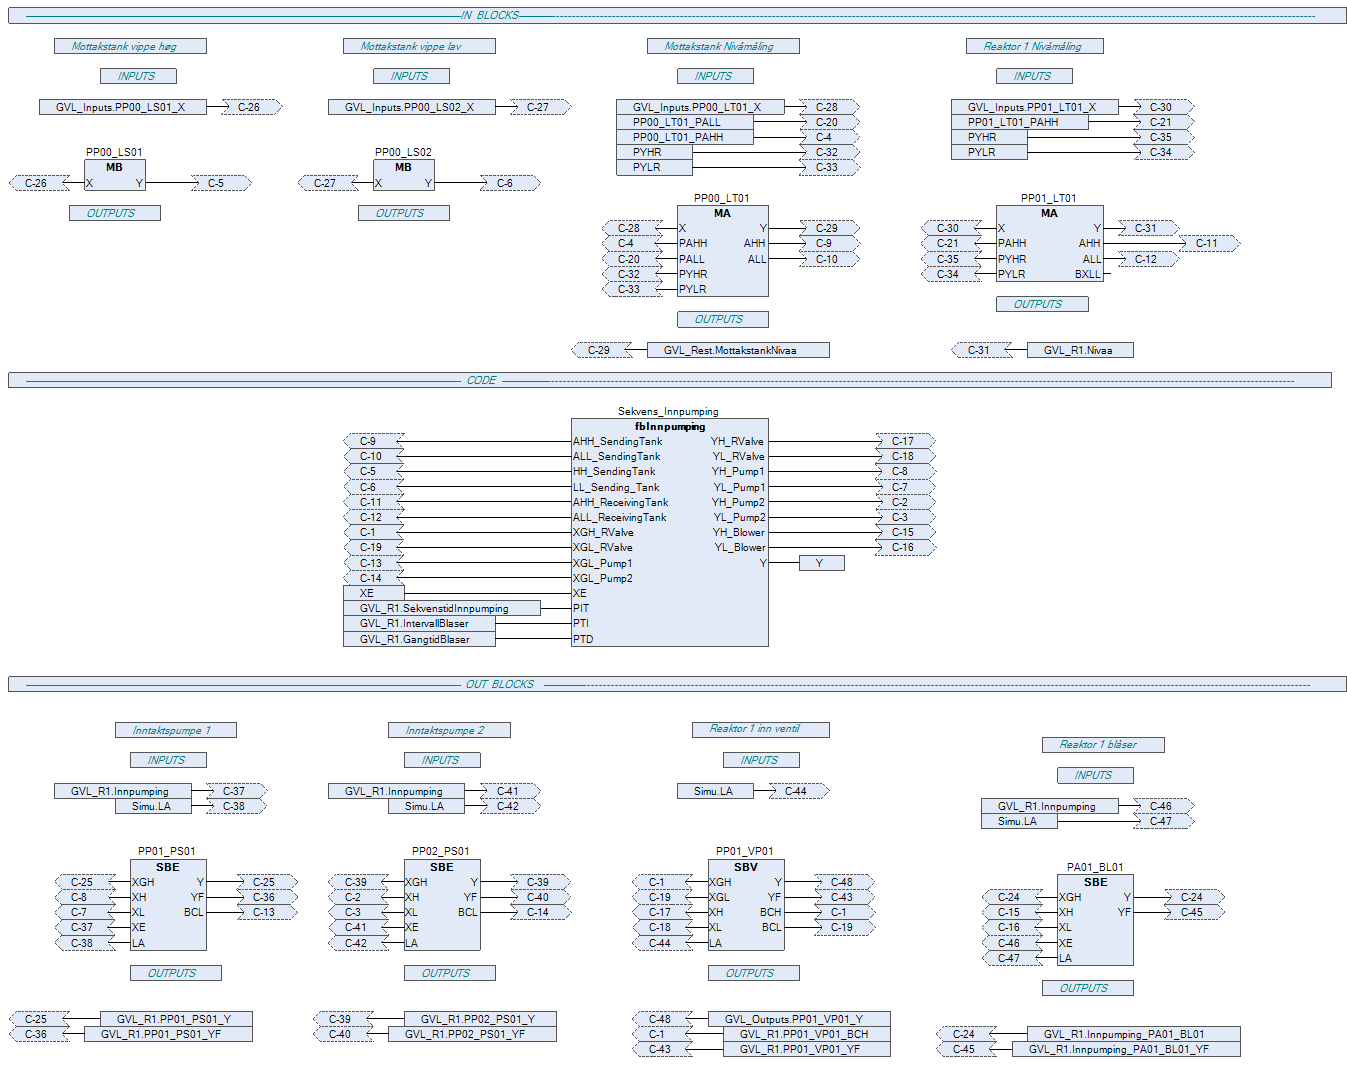 IN BLOCKS
Mottakstank vippe høg
Mottakstank vippe lav
Mottakstank Nivåmåling
Reaktor 1 Nivåmåling
INPUTS
INPUTS
INPUTS
INPUTS
GVL_Inputs.PP00_LS01_X C-26
GVL_Inputs.PP00_LS02_X C-27
GVL_Inputs.PP00_LT01_X C-28
PP00_LT01_PALL C-20
PP00_LT01_PAHH C-4
PYHR C-32
PYLR C-33
GVL_Inputs.PP01_LT01_X C-30
PP01_LT01_PAHH C-21
PYHR C-35
PYLR C-34
PP00_LS01
MB
C-26 X Y C-5
OUTPUTS
PP00_LS02
MB
C-27 X Y C-6
OUTPUTS
PP00_LT01
MA
C-28 X Y C-29
C-4 PAHH AHH C-9
C-20 PALL ALL C-10
C-32 PYHR
C-33 PYLR
OUTPUTS
C-29 GVL_Rest.MottakstankNivaa
PP01_LT01
MA
C-30 X Y C-31
C-21 PAHH AHH C-11
C-35 PYHR ALL C-12
C-34 PYLR BXLL
OUTPUTS
C-31 GVL_R1.Nivaa
CODE
Sekvens_Innpumping
fbInnpumping
C-9 AHH_SendingTank YH_RValve C-17
C-10 ALL_SendingTank YL_RValve C-18
C-5 HH_SendingTank YH_Pump1 C-8
C-6 LL_Sending_Tank YL_Pump1 C-7
C-11 AHH_ReceivingTank YH_Pump2 C-2
C-12 ALL_ReceivingTank YL_Pump2 C-3
C-1 XGH_RValve YH_Blower C-15
C-19 XGL_RValve YL_Blower C-16
C-13 XGL_Pump1 Y Y
C-14 XGL_Pump2
XE XE
GVL_R1.SekvenstidInnpumping PIT
GVL_R1.IntervallBlaser PTI
GVL_R1.GangtidBlaser PTD
OUT BLOCKS
Inntakspumpe 1
INPUTS
GVL_R1.Innpumping C-37
Simu.LA C-38
PP01_PS01
SBE
C-25 XGH Y C-25
C-8 XH YF C-36
C-7 XL BCL C-13
C-37 XE
C-38 LA
OUTPUTS
C-25 GVL_R1.PP01_PS01_Y
C-36 GVL_R1.PP01_PS01_YF
Inntakspumpe 2
INPUTS
GVL_R1.Innpumping C-41
Simu.LA C-42
PP02_PS01
SBE
C-39 XGH Y C-39
C-2 XH YF C-40
C-3 XL BCL C-14
C-41 XE
C-42 LA
OUTPUTS
C-39 GVL_R1.PP02_PS01_Y
C-40 GVL_R1.PP02_PS01_YF
Reaktor 1 inn ventil
INPUTS
Simu.LA C-44
PP01_VP01
SBV
C-1 XGH Y C-48
C-19 XGL YF C-43
C-17 XH BCH C-1
C-18 XL BCL C-19
C-44 LA
OUTPUTS
C-48 GVL_Outputs.PP01_VP01_Y
C-1 GVL_R1.PP01_VP01_BCH
C-43 GVL_R1.PP01_VP01_YF
Reaktor 1 blåser
INPUTS
GVL_R1.Innpumping C-46
Simu.LA C-47
PA01_BL01
SBE
C-24 XGH Y C-24
C-15 XH YF C-45
C-16 XL
C-46 XE
C-47 LA
OUTPUTS
C-24 GVL_R1.Innpumping_PA01_BL01
C-45 GVL_R1.Innpumping_PA01_BL01_YF